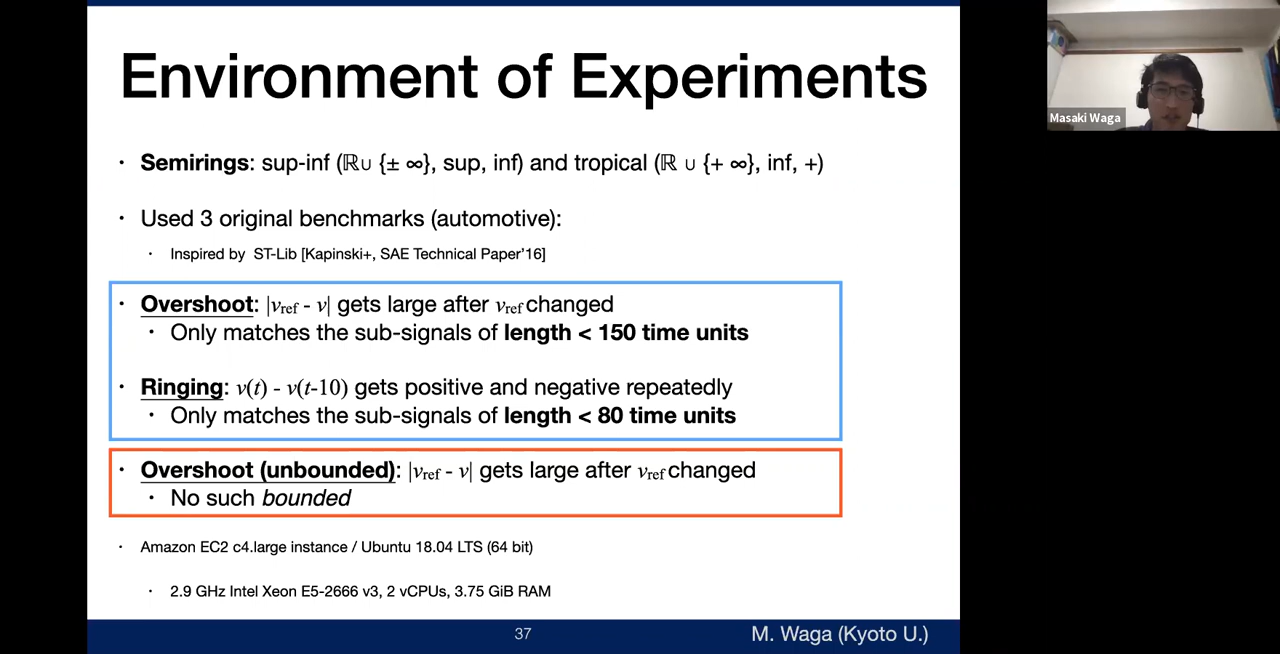 Environment of Experiments
Masaki Waga
· Semirings: sup-inf (ℝ∪ {± ∞}, sup, inf) and tropical (ℝ ∪ {+ ∞}, inf, +)
· Used 3 original benchmarks (automotive):
· Inspired by ST-Lib [Kapinski+, SAE Technical Paper'16]
· Overshoot: |vref - v| gets large after vref changed
· Only matches the sub-signals of length < 150 time units
· Ringing: v(t) - v(t-10) gets positive and negative repeatedly
· Only matches the sub-signals of length < 80 time units
· Overshoot (unbounded): |vref - v| gets large after vref changed
· No such bounded
· Amazon EC2 c4.large instance / Ubuntu 18.04 LTS (64 bit)
· 2.9 GHz Intel Xeon E5-2666 v3, 2 vCPUs, 3.75 GiB RAM
37
M. Waga (Kyoto U.)